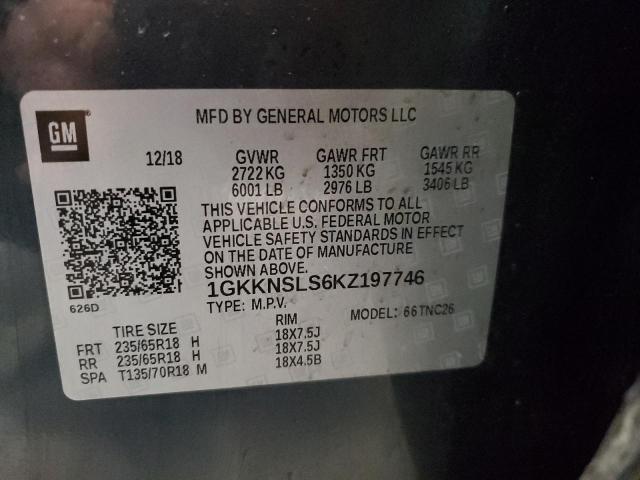 GM
MFD BY GENERAL MOTORS LLC
12/18 GVWR GAWR FRT GAWR RR
2722 KG 1350 KG 1545 KG
6001 LB 2976 LB 3406 LB
THIS VEHICLE CONFORMS TO ALL
APPLICABLE U.S. FEDERAL MOTOR
VEHICLE SAFETY STANDARDS IN EFFECT
ON THE DATE OF MANUFACTURE
SHOWN ABOVE.
626D
1GKKNSLS6KZ197746
TYPE: M.P.V. MODEL: 66TNC26
TIRE SIZE RIM
FRT 235/65R18 H 18X7.5J
RR 235/65R18 H 18X7.5J
SPA T135/70R18 M 18X4.5B